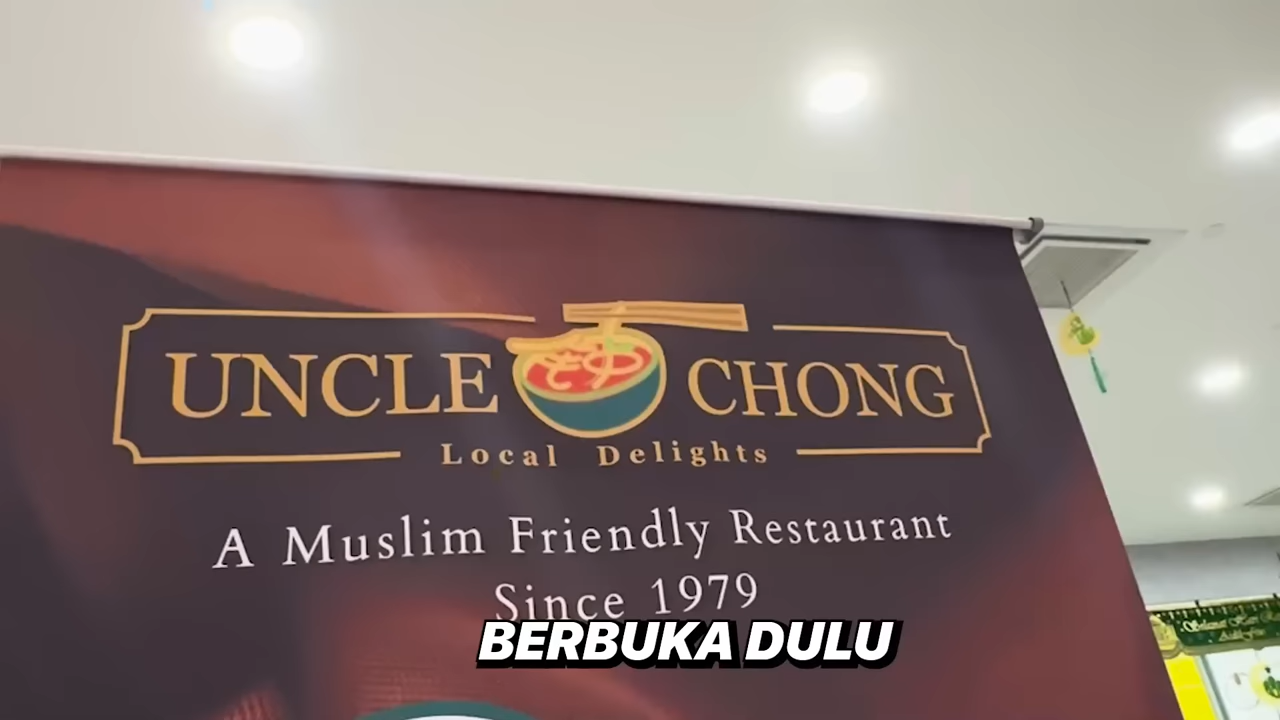 UNCLE CHONG
Local Delights
A Muslim Friendly Restaurant
Since 1979
BERBUKA DULU